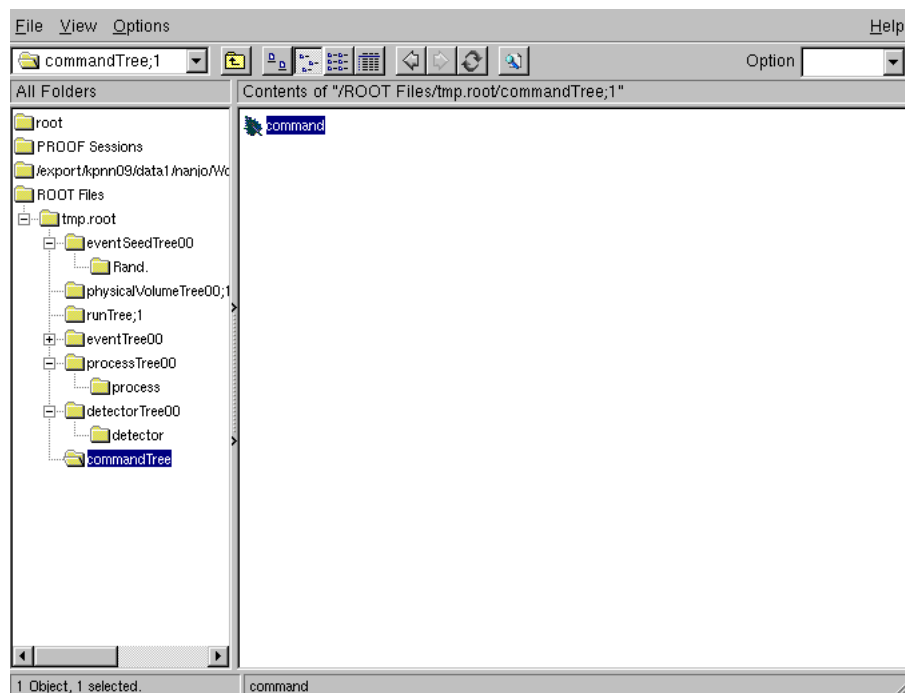 File View Options Help
commandTree;1 Option
All Folders
Contents of "/ROOT Files/tmp.root/commandTree;1"
root
PROOF Sessions
/export/kpnn09/data1/nanjo/Wo
ROOT Files
tmp.root
eventSeedTree00
Rand.
physicalVolumeTree00;1
runTree;1
eventTree00
processTree00
process
detectorTree00
detector
commandTree
command
1 Object, 1 selected.
command